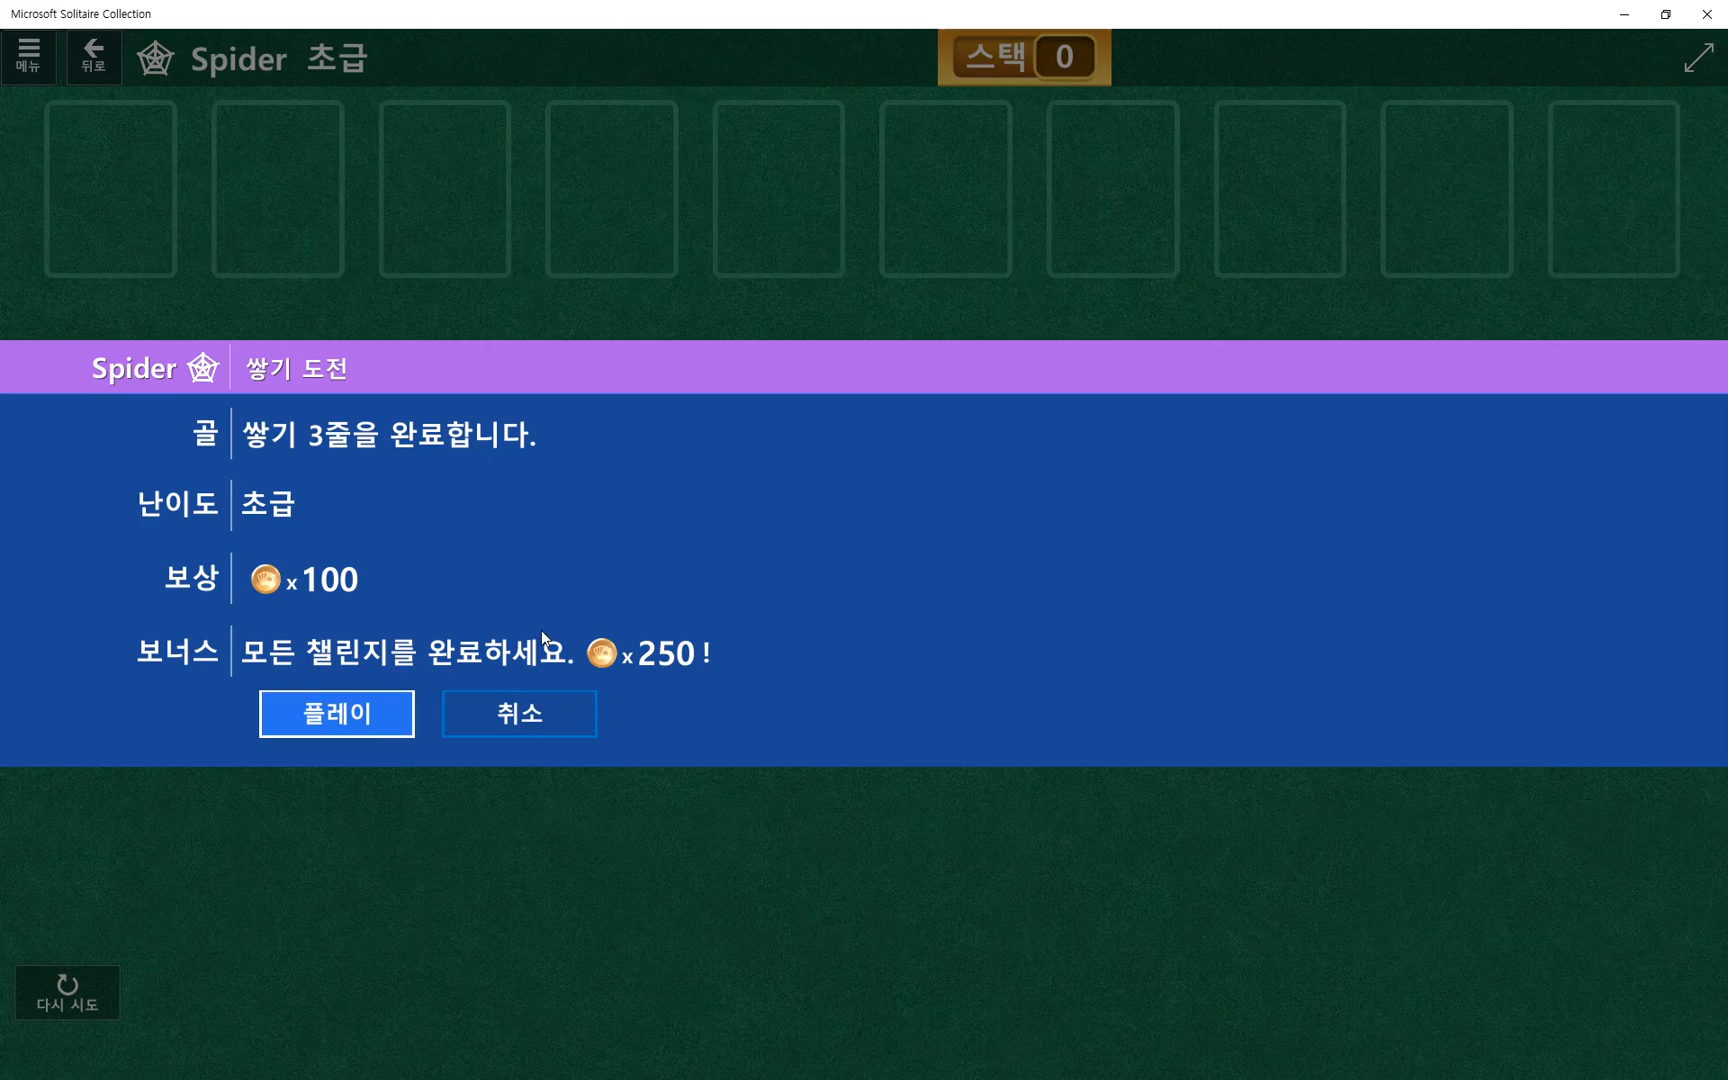 Microsoft Solitaire Collection
메뉴
뒤로
Spider 초급
스택 0
Spider 쌓기 도전
골 쌓기 3줄을 완료합니다.
난이도 초급
보상 x 100
보너스 모든 챌린지를 완료하세요. x 250 !
플레이 취소
다시 시도